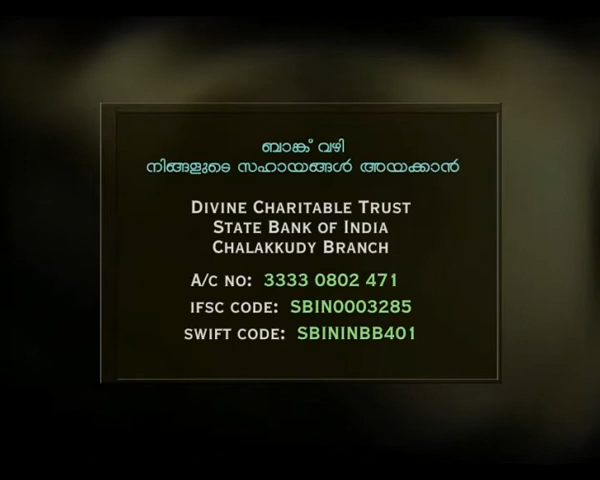 ബാങ്ക് വഴി
നിങ്ങളുടെ സഹായങ്ങൾ അയക്കാൻ
DIVINE CHARITABLE TRUST
STATE BANK OF INDIA
CHALAKKUDY BRANCH
A/C NO: 3333 0802 471
IFSC CODE: SBIN0003285
SWIFT CODE: SBININBB401